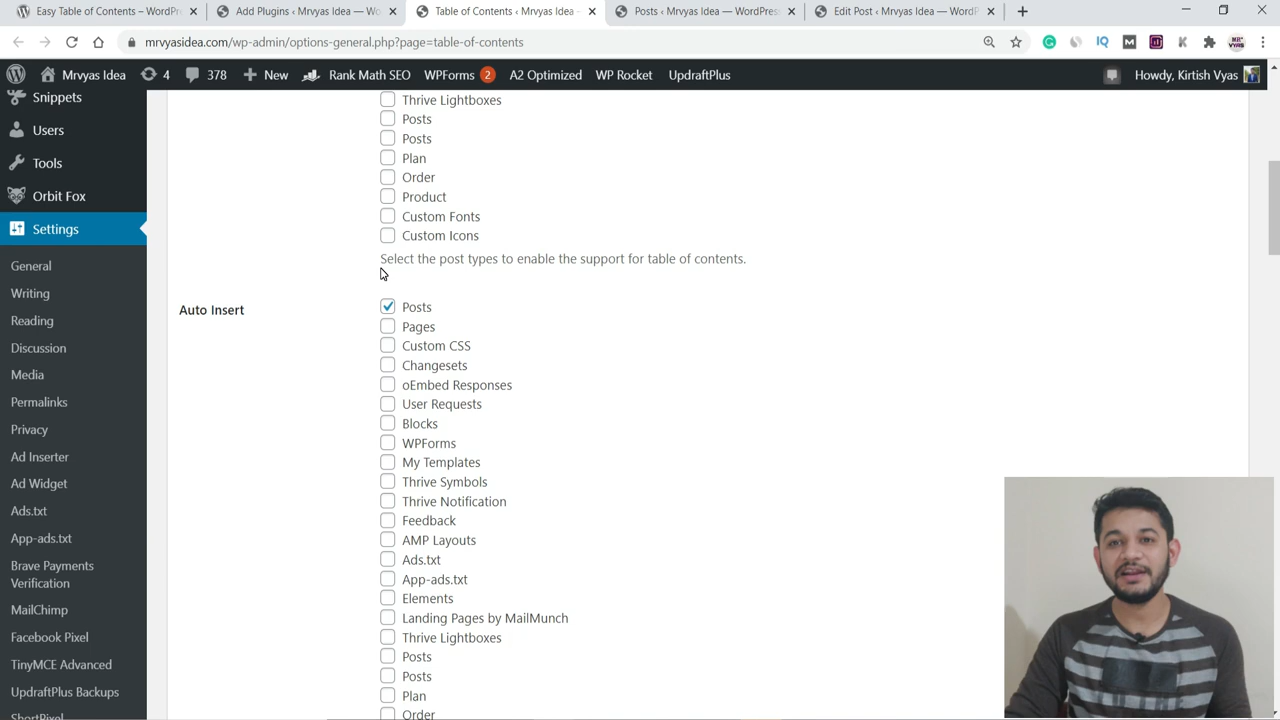 Easy Table of Contents – WordPr
Add Plugins ‹ Mrvyas Idea — Wo
Table of Contents ‹ Mrvyas Idea —
Posts ‹ Mrvyas Idea — WordPress
Edit Post ‹ Mrvyas Idea — WordP
mrvyasidea.com/wp-admin/options-general.php?page=table-of-contents
Mrvyas Idea 4 378 New Rank Math SEO WPForms 2 A2 Optimized WP Rocket UpdraftPlus Howdy, Kirtish Vyas
Snippets
Users
Tools
Orbit Fox
Settings
General
Writing
Reading
Discussion
Media
Permalinks
Privacy
Ad Inserter
Ad Widget
Ads.txt
App-ads.txt
Brave Payments
Verification
MailChimp
Facebook Pixel
TinyMCE Advanced
UpdraftPlus Backups
ShortPixel
Thrive Lightboxes
Posts
Posts
Plan
Order
Product
Custom Fonts
Custom Icons
Select the post types to enable the support for table of contents.
Auto Insert
Posts
Pages
Custom CSS
Changesets
oEmbed Responses
User Requests
Blocks
WPForms
My Templates
Thrive Symbols
Thrive Notification
Feedback
AMP Layouts
Ads.txt
App-ads.txt
Elements
Landing Pages by MailMunch
Thrive Lightboxes
Posts
Posts
Plan
Order